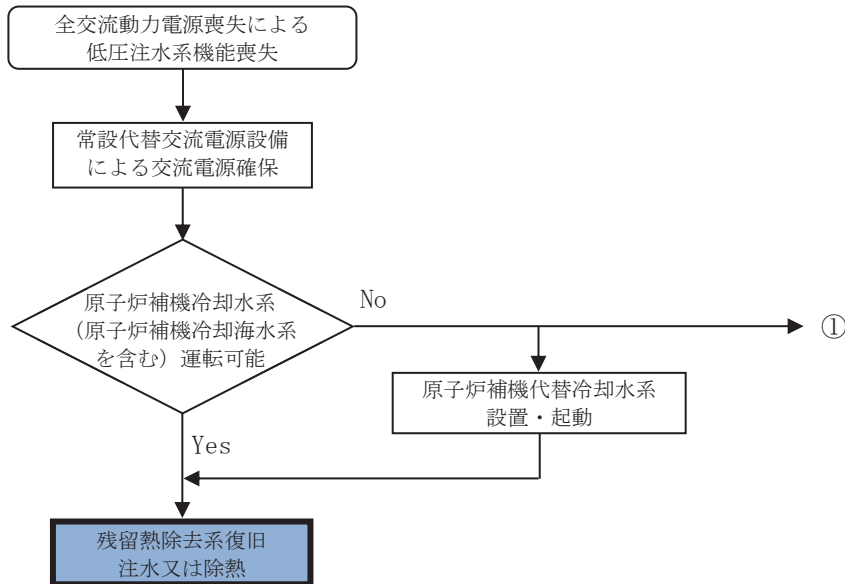 全交流動力電源喪失による
低圧注水系機能喪失
常設代替交流電源設備
による交流電源確保
原子炉補機冷却水系
（原子炉補機冷却海水系
を含む）運転可能
No
①
原子炉補機代替冷却水系
設置・起動
Yes
残留熱除去系復旧
注水又は除熱